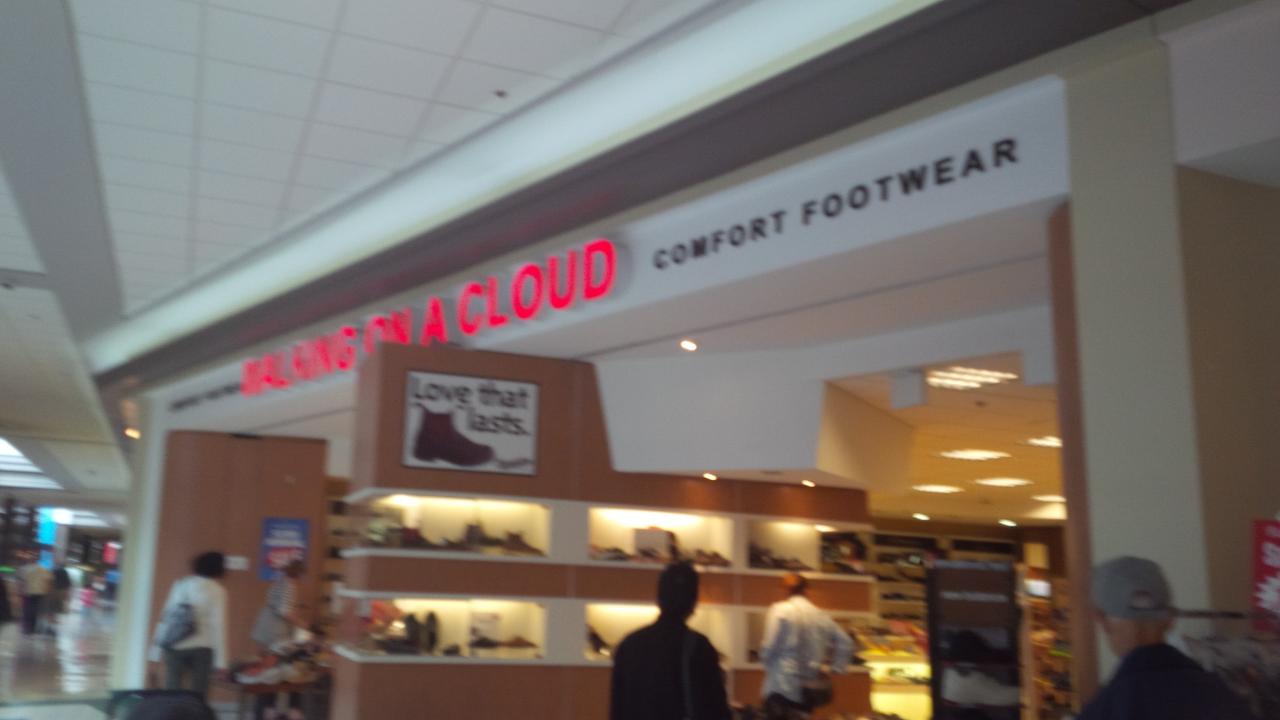 WALKING ON A CLOUD
COMFORT FOOTWEAR
Love that
lasts.